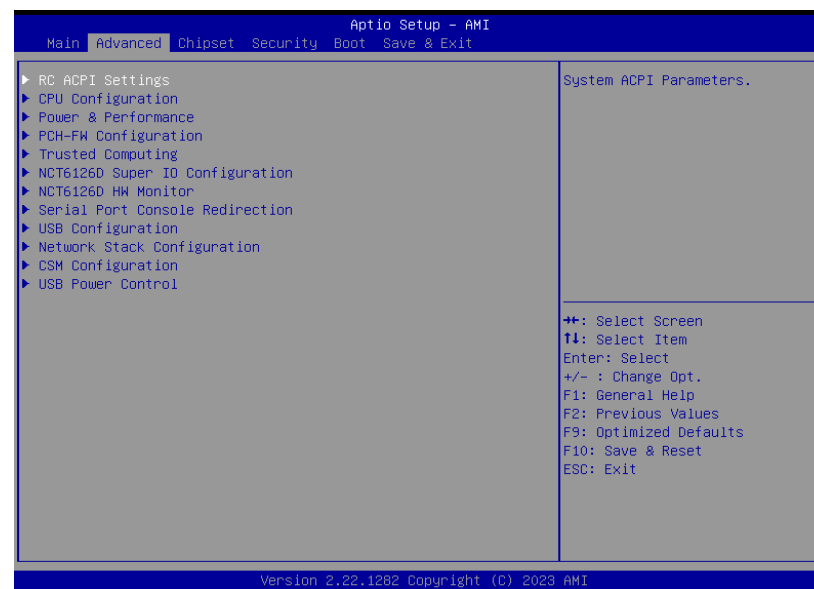 Aptio Setup – AMI
Main Advanced Chipset Security Boot Save & Exit
▶ RC ACPI Settings
▶ CPU Configuration
▶ Power & Performance
▶ PCH-FW Configuration
▶ Trusted Computing
▶ NCT6126D Super IO Configuration
▶ NCT6126D HW Monitor
▶ Serial Port Console Redirection
▶ USB Configuration
▶ Network Stack Configuration
▶ CSM Configuration
▶ USB Power Control
System ACPI Parameters.
→←: Select Screen
↑↓: Select Item
Enter: Select
+/- : Change Opt.
F1: General Help
F2: Previous Values
F9: Optimized Defaults
F10: Save & Reset
ESC: Exit
Version 2.22.1282 Copyright (C) 2023 AMI